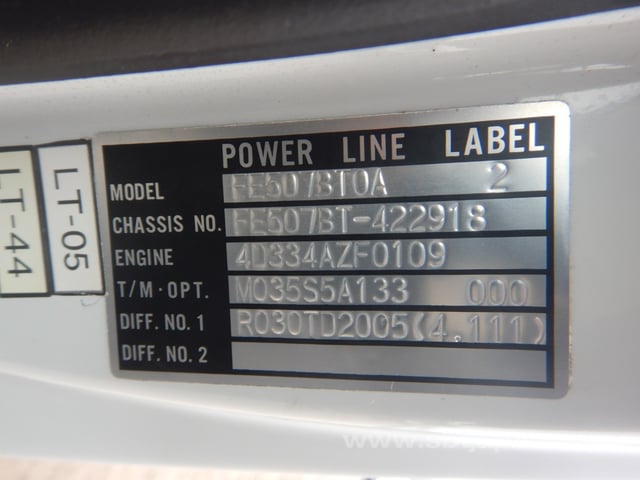 POWER LINE LABEL
MODEL FE507BT0A 2
CHASSIS NO. FE507BT-422918
ENGINE 4D334AZF0109
T/M·OPT. M035S5A133 000
DIFF. NO. 1 R030TD2005(4.111)
DIFF. NO. 2
LT-44
LT-05